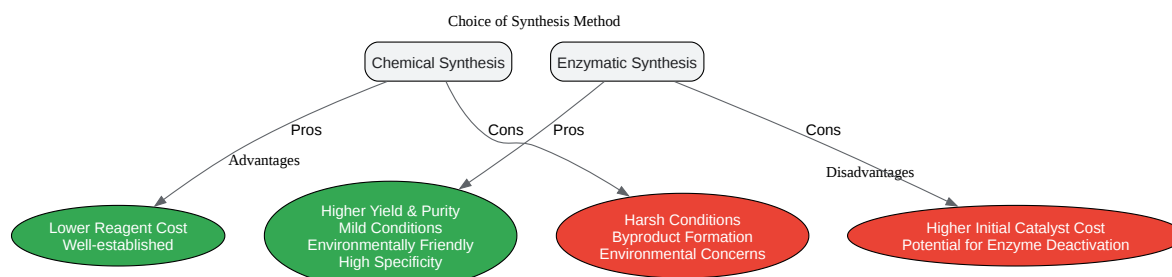 Choice of Synthesis Method
Chemical Synthesis
Enzymatic Synthesis
Pros
Cons
Pros
Cons
Advantages
Disadvantages
Lower Reagent Cost
Well-established
Higher Yield & Purity
Mild Conditions
Environmentally Friendly
High Specificity
Harsh Conditions
Byproduct Formation
Environmental Concerns
Higher Initial Catalyst Cost
Potential for Enzyme Deactivation